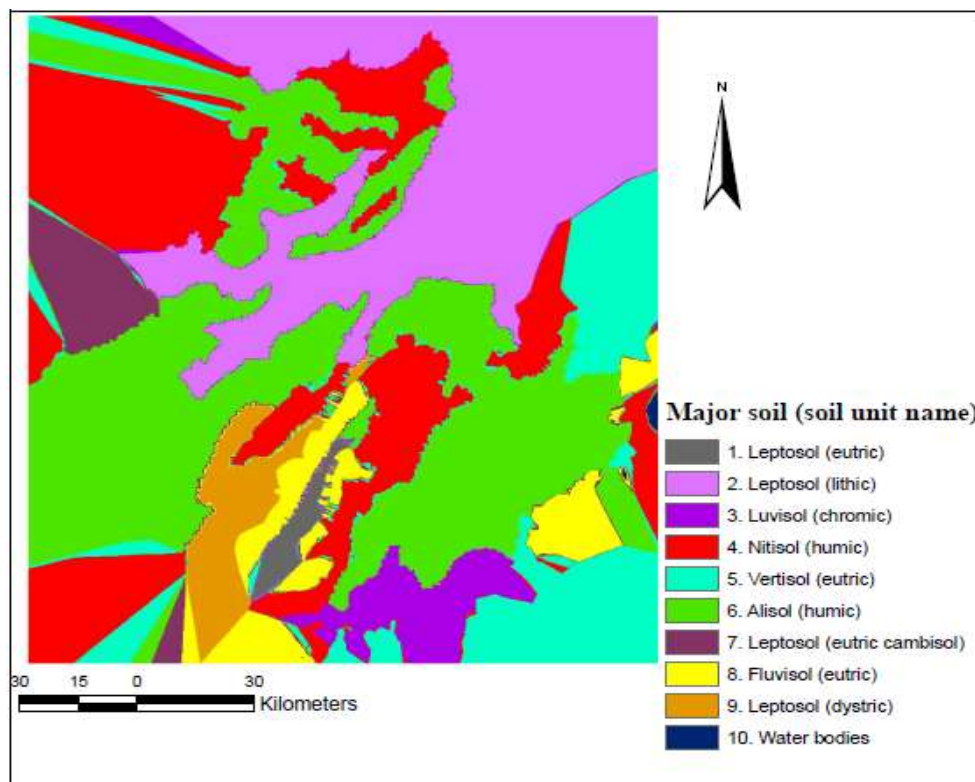 N
Major soil (soil unit name)
1. Leptosol (eutric)
2. Leptosol (lithic)
3. Luvisol (chromic)
4. Nitisol (humic)
5. Vertisol (eutric)
6. Alisol (humic)
7. Leptosol (eutric cambisol)
8. Fluvisol (eutric)
9. Leptosol (dystric)
10. Water bodies
30 15 0 30
Kilometers